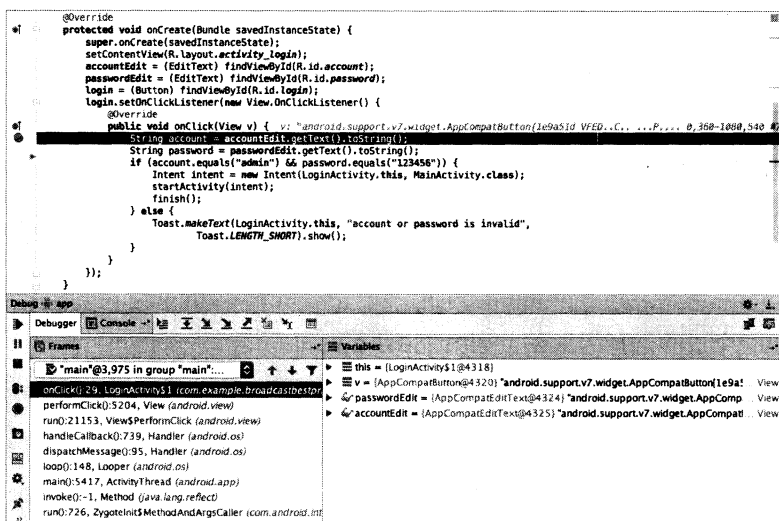 @Override
protected void onCreate(Bundle savedInstanceState) {
super.onCreate(savedInstanceState);
setContentView(R.layout.activity_login);
accountEdit = (EditText) findViewById(R.id.account);
passwordEdit = (EditText) findViewById(R.id.password);
login = (Button) findViewById(R.id.login);
login.setOnClickListener(new View.OnClickListener() {
@Override
public void onClick(View v) { v: "android.support.v7.widget.AppCompatButton{1e9a51d VFED..C.. ...P.... 0,360-1080,540 #
String account = accountEdit.getText().toString();
String password = passwordEdit.getText().toString();
if (account.equals("admin") && password.equals("123456")) {
Intent intent = new Intent(LoginActivity.this, MainActivity.class);
startActivity(intent);
finish();
} else {
Toast.makeText(LoginActivity.this, "account or password is invalid",
Toast.LENGTH_SHORT).show();
}
}
});
}
Debug app
Debugger Console
Frames Variables
"main"@3,975 in group "main":...
this = {LoginActivity$1@4318}
v = {AppCompatButton@4320} "android.support.v7.widget.AppCompatButton{1e9a5 ... View
passwordEdit = {AppCompatEditText@4324} "android.support.v7.widget.AppComp ... View
accountEdit = {AppCompatEditText@4325} "android.support.v7.widget.AppCompatl ... View
onClick():29, LoginActivity$1 (com.example.broadcastbestpr
performClick():5204, View (android.view)
run():21153, View$PerformClick (android.view)
handleCallback():739, Handler (android.os)
dispatchMessage():95, Handler (android.os)
loop():148, Looper (android.os)
main():5417, ActivityThread (android.app)
invoke():-1, Method (java.lang.reflect)
run():726, ZygoteInit$MethodAndArgsCaller (com.android.int